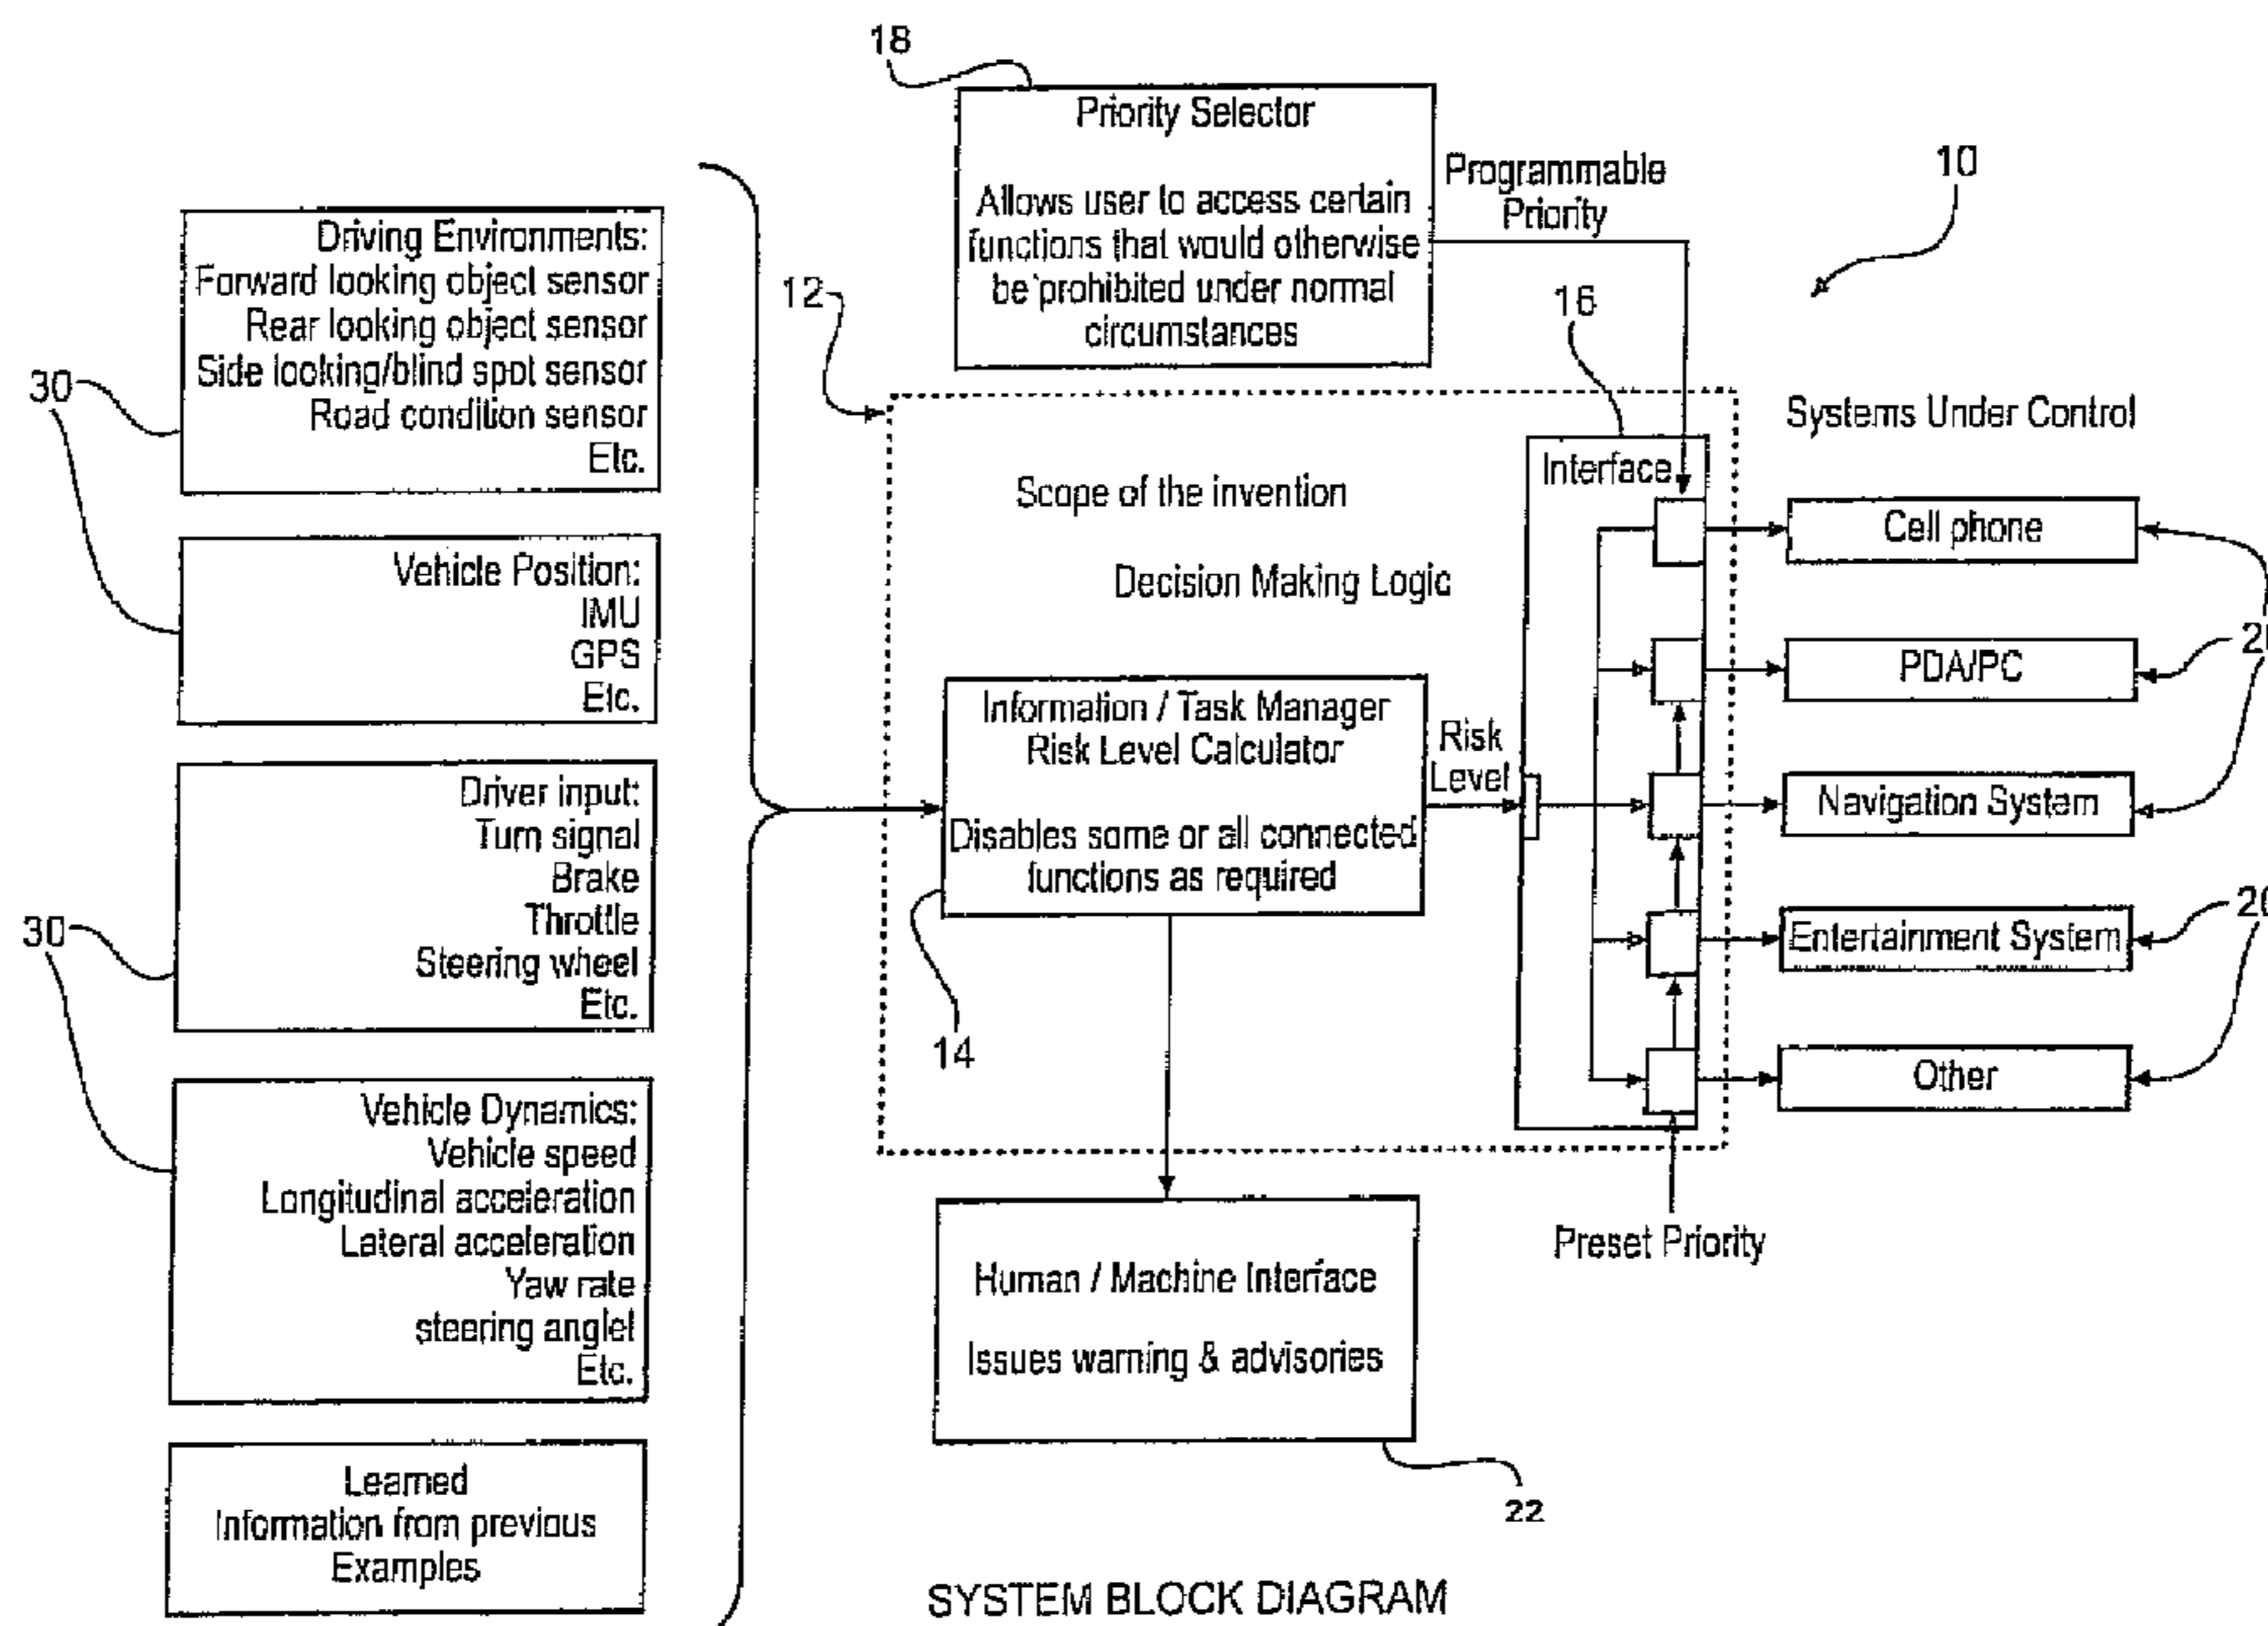 18
Priority Selector
Allows user to access certain
functions that would otherwise
be prohibited under normal
circumstances
Programmable
Priority
10
12
16
Driving Environments:
Forward looking object sensor
Rear looking object sensor
Side looking/blind spot sensor
Road condition sensor
Etc.
30
Vehicle Position:
IMU
GPS
Etc.
Driver input:
Turn signal
Brake
Throttle
Steering wheel
Etc.
30
Vehicle Dynamics:
Vehicle speed
Longitudinal acceleration
Lateral acceleration
Yaw rate
steering anglet
Etc.
Learned
Information from previous
Examples
Scope of the invention
Decision Making Logic
Information / Task Manager
Risk Level Calculator
Disables some or all connected
functions as required
14
Risk
Level
Interface
Systems Under Control
Cell phone
PDA/PC
Navigation System
Entertainment System
Other
20
Preset Priority
Human / Machine Interface
Issues warning & advisories
22
SYSTEM BLOCK DIAGRAM